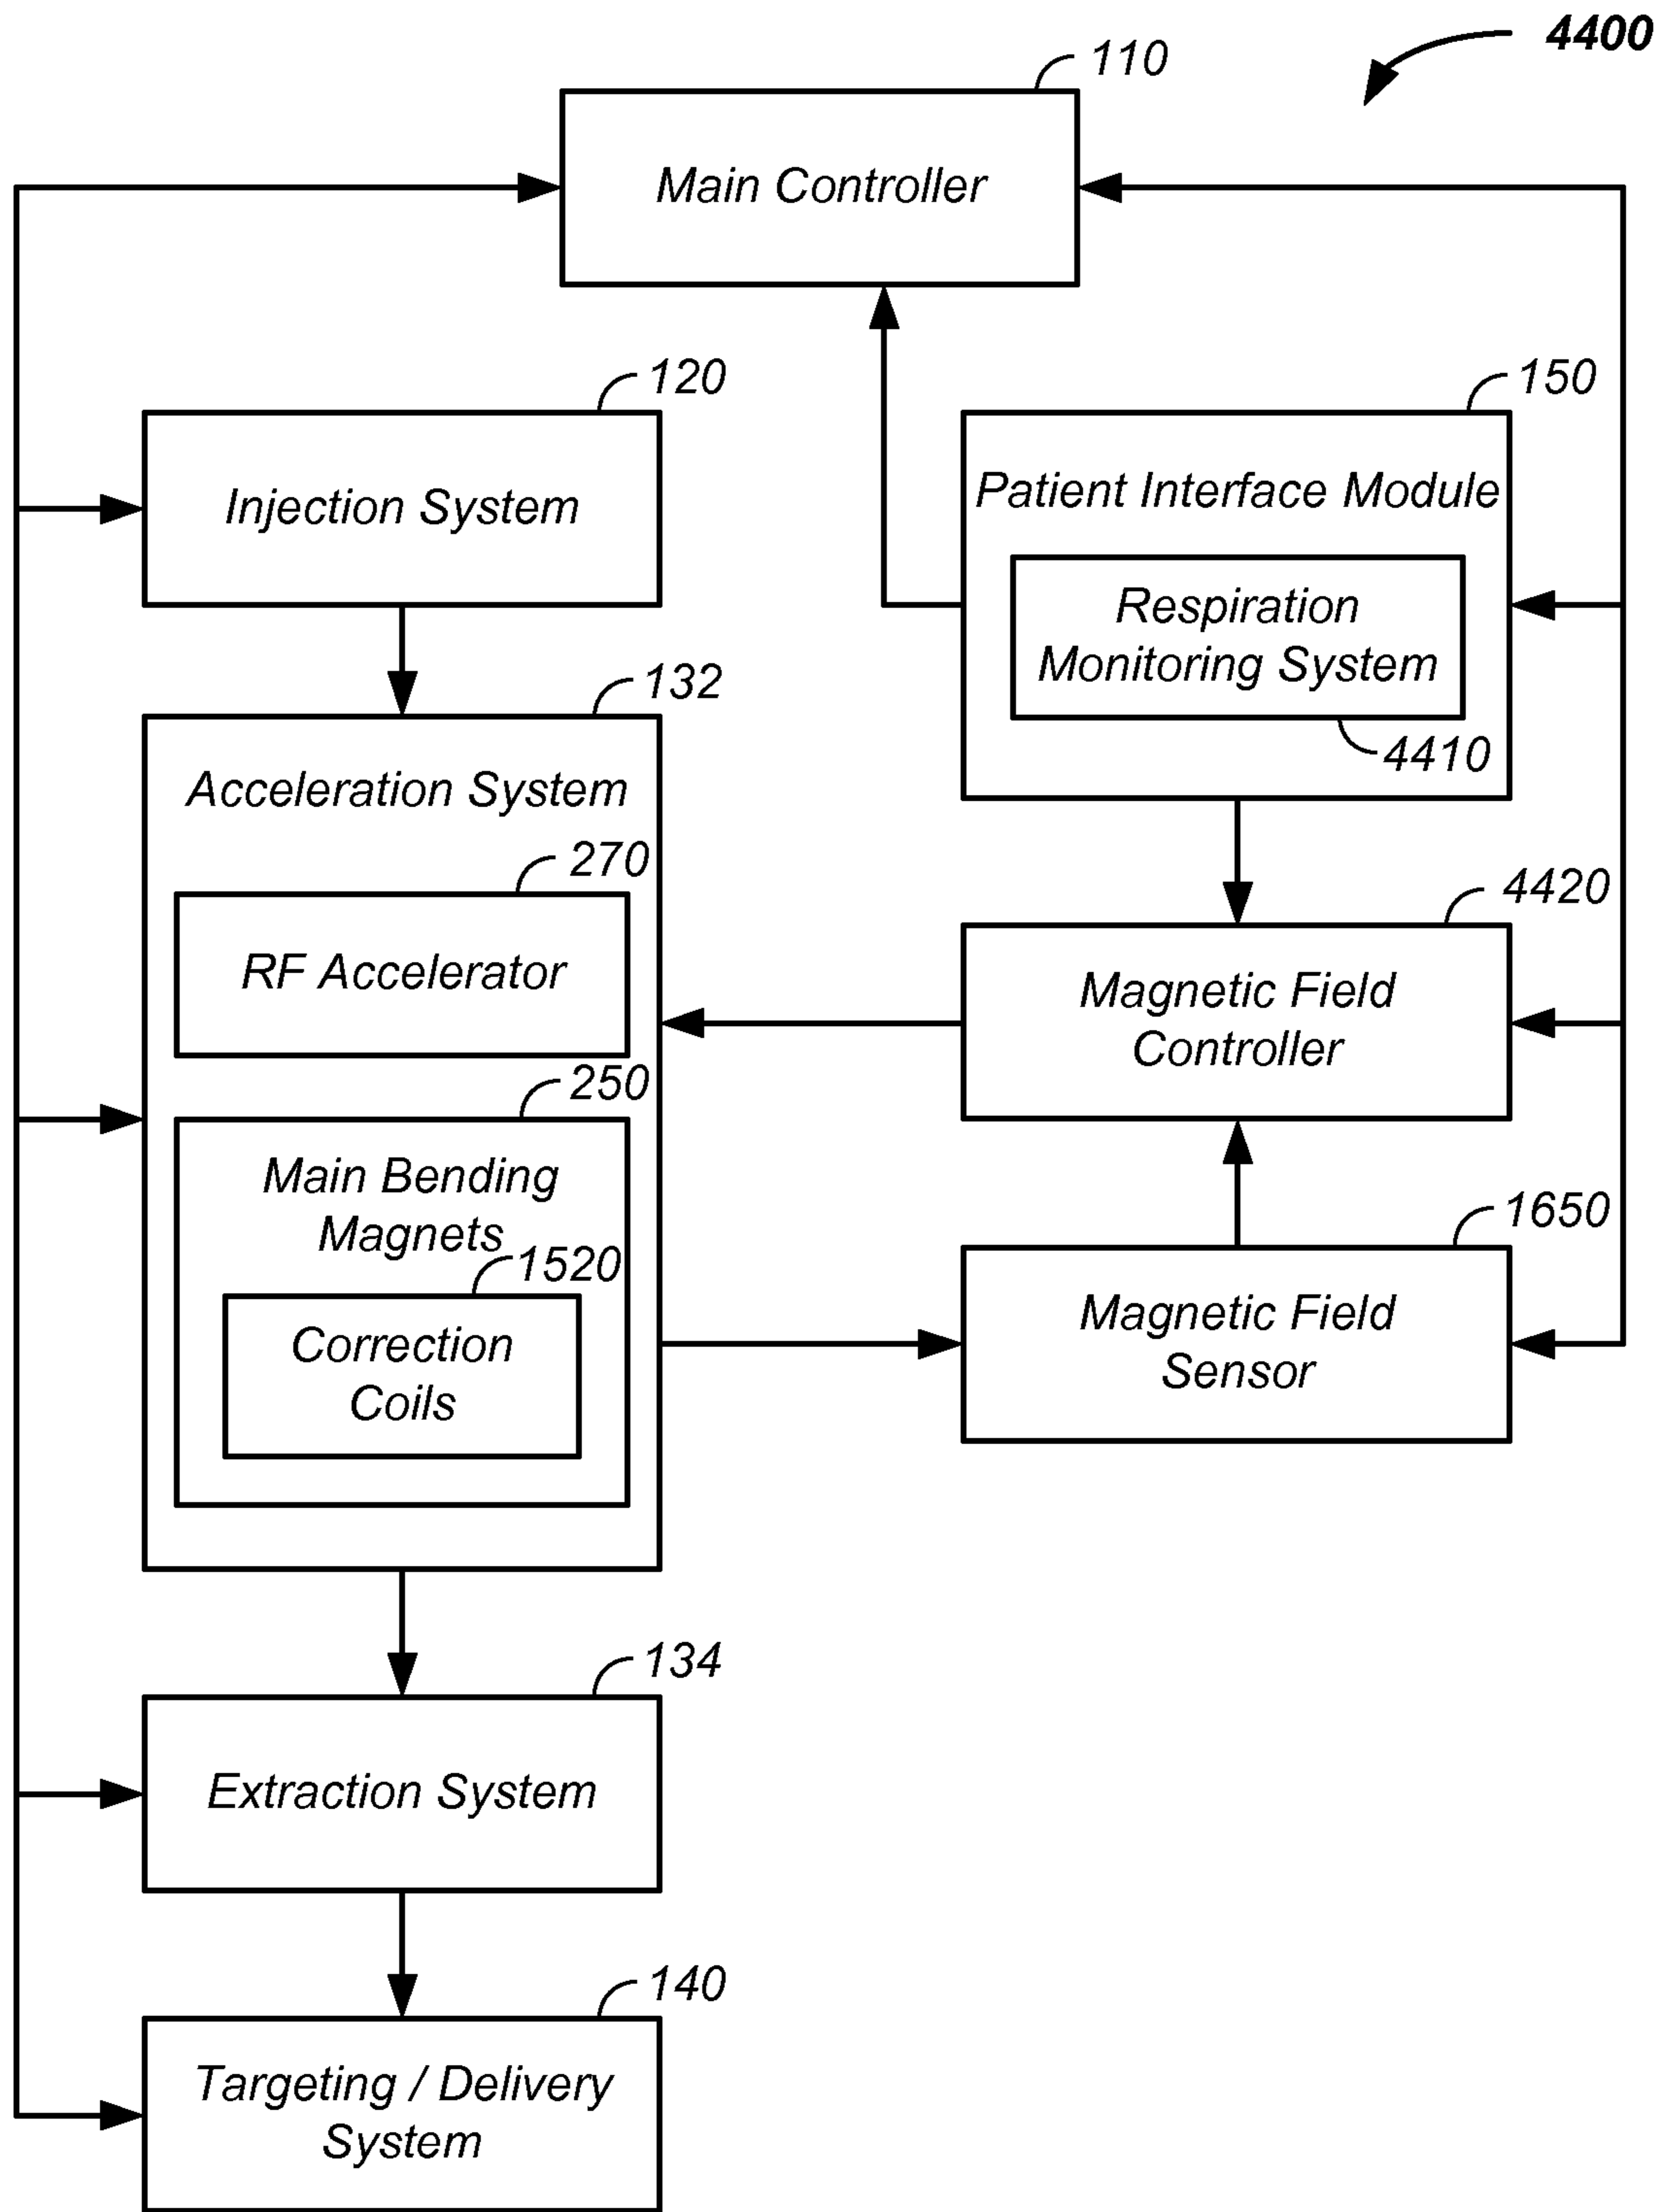 4400
110
Main Controller
120
Injection System
150
Patient Interface Module
Respiration
Monitoring System
4410
132
Acceleration System
270
RF Accelerator
250
Main Bending
Magnets
1520
Correction
Coils
4420
Magnetic Field
Controller
1650
Magnetic Field
Sensor
134
Extraction System
140
Targeting / Delivery
System